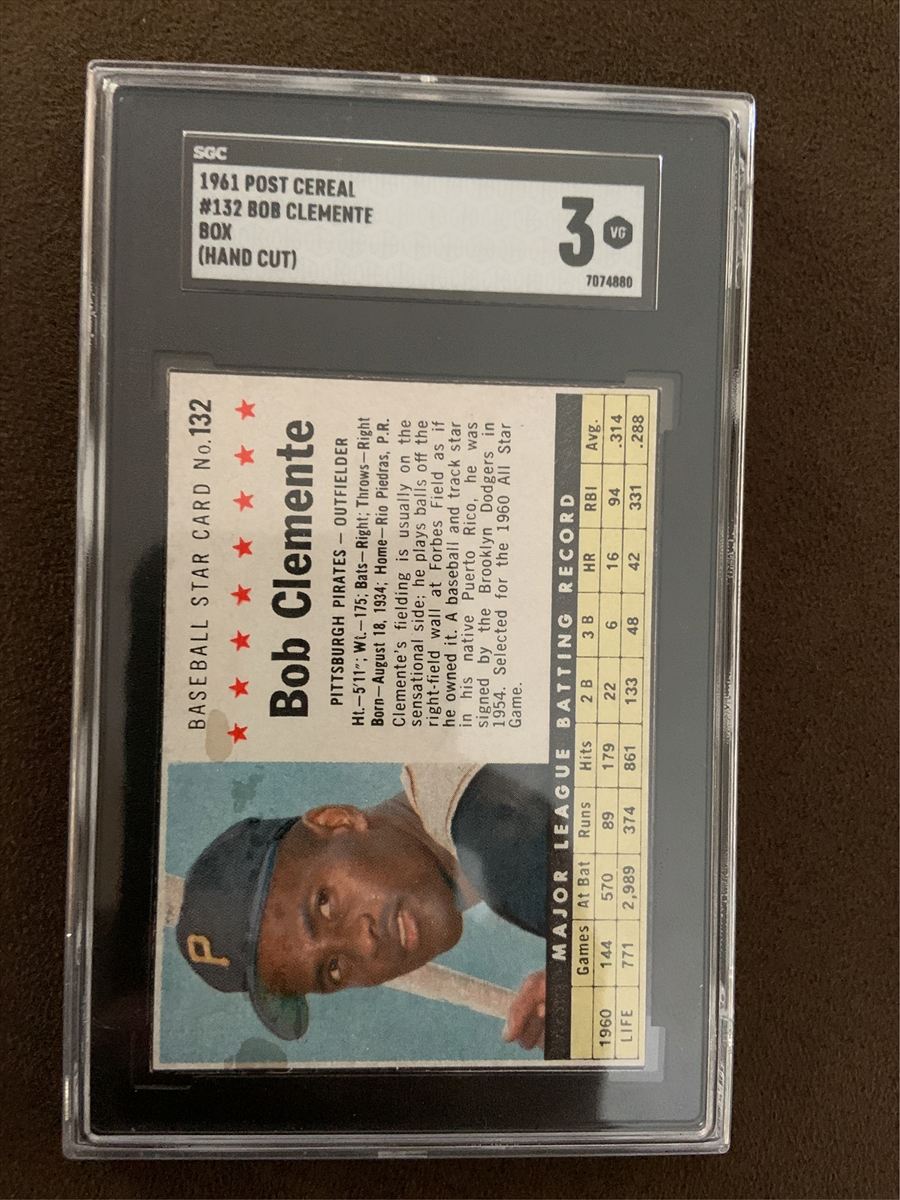 SGC
1961 POST CEREAL
#132 BOB CLEMENTE
BOX
(HAND CUT)
3
VG
7074880
BASEBALL STAR CARD No.132
Bob Clemente
PITTSBURGH PIRATES — OUTFIELDER
Ht.—5'11"; Wt.—175; Bats—Right; Throws—Right
Born—August 18, 1934; Home—Rio Piedras, P.R.
Clemente's fielding is usually on the
sensational side; he plays balls off the
right-field wall at Forbes Field as if
he owned it. A baseball and track star
in his native Puerto Rico, he was
signed by the Brooklyn Dodgers in
1954. Selected for the 1960 All Star
Game.
P
MAJOR LEAGUE BATTING RECORD
Games At Bat Runs Hits 2 B 3 B HR RBI Avg.
1960 144 570 89 179 22 6 16 94 .314
LIFE 771 2,989 374 861 133 48 42 331 .288